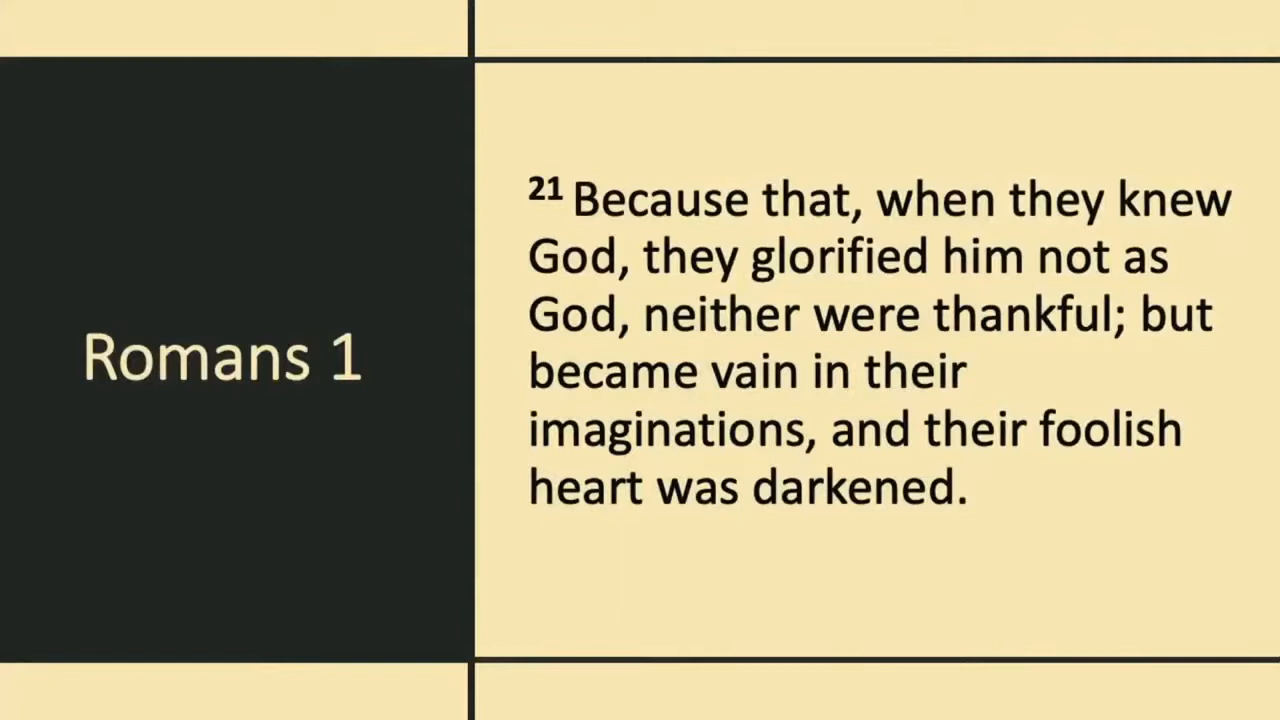 Romans 1
21 Because that, when they knew
God, they glorified him not as
God, neither were thankful; but
became vain in their
imaginations, and their foolish
heart was darkened.